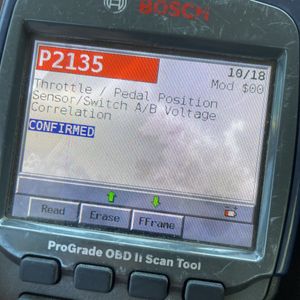 BOSCH
P2135
10/18
Mod $00
Throttle / Pedal Position
Sensor/Switch A/B Voltage
Correlation
CONFIRMED
Read Erase FFrame
ProGrade OBD II Scan Tool